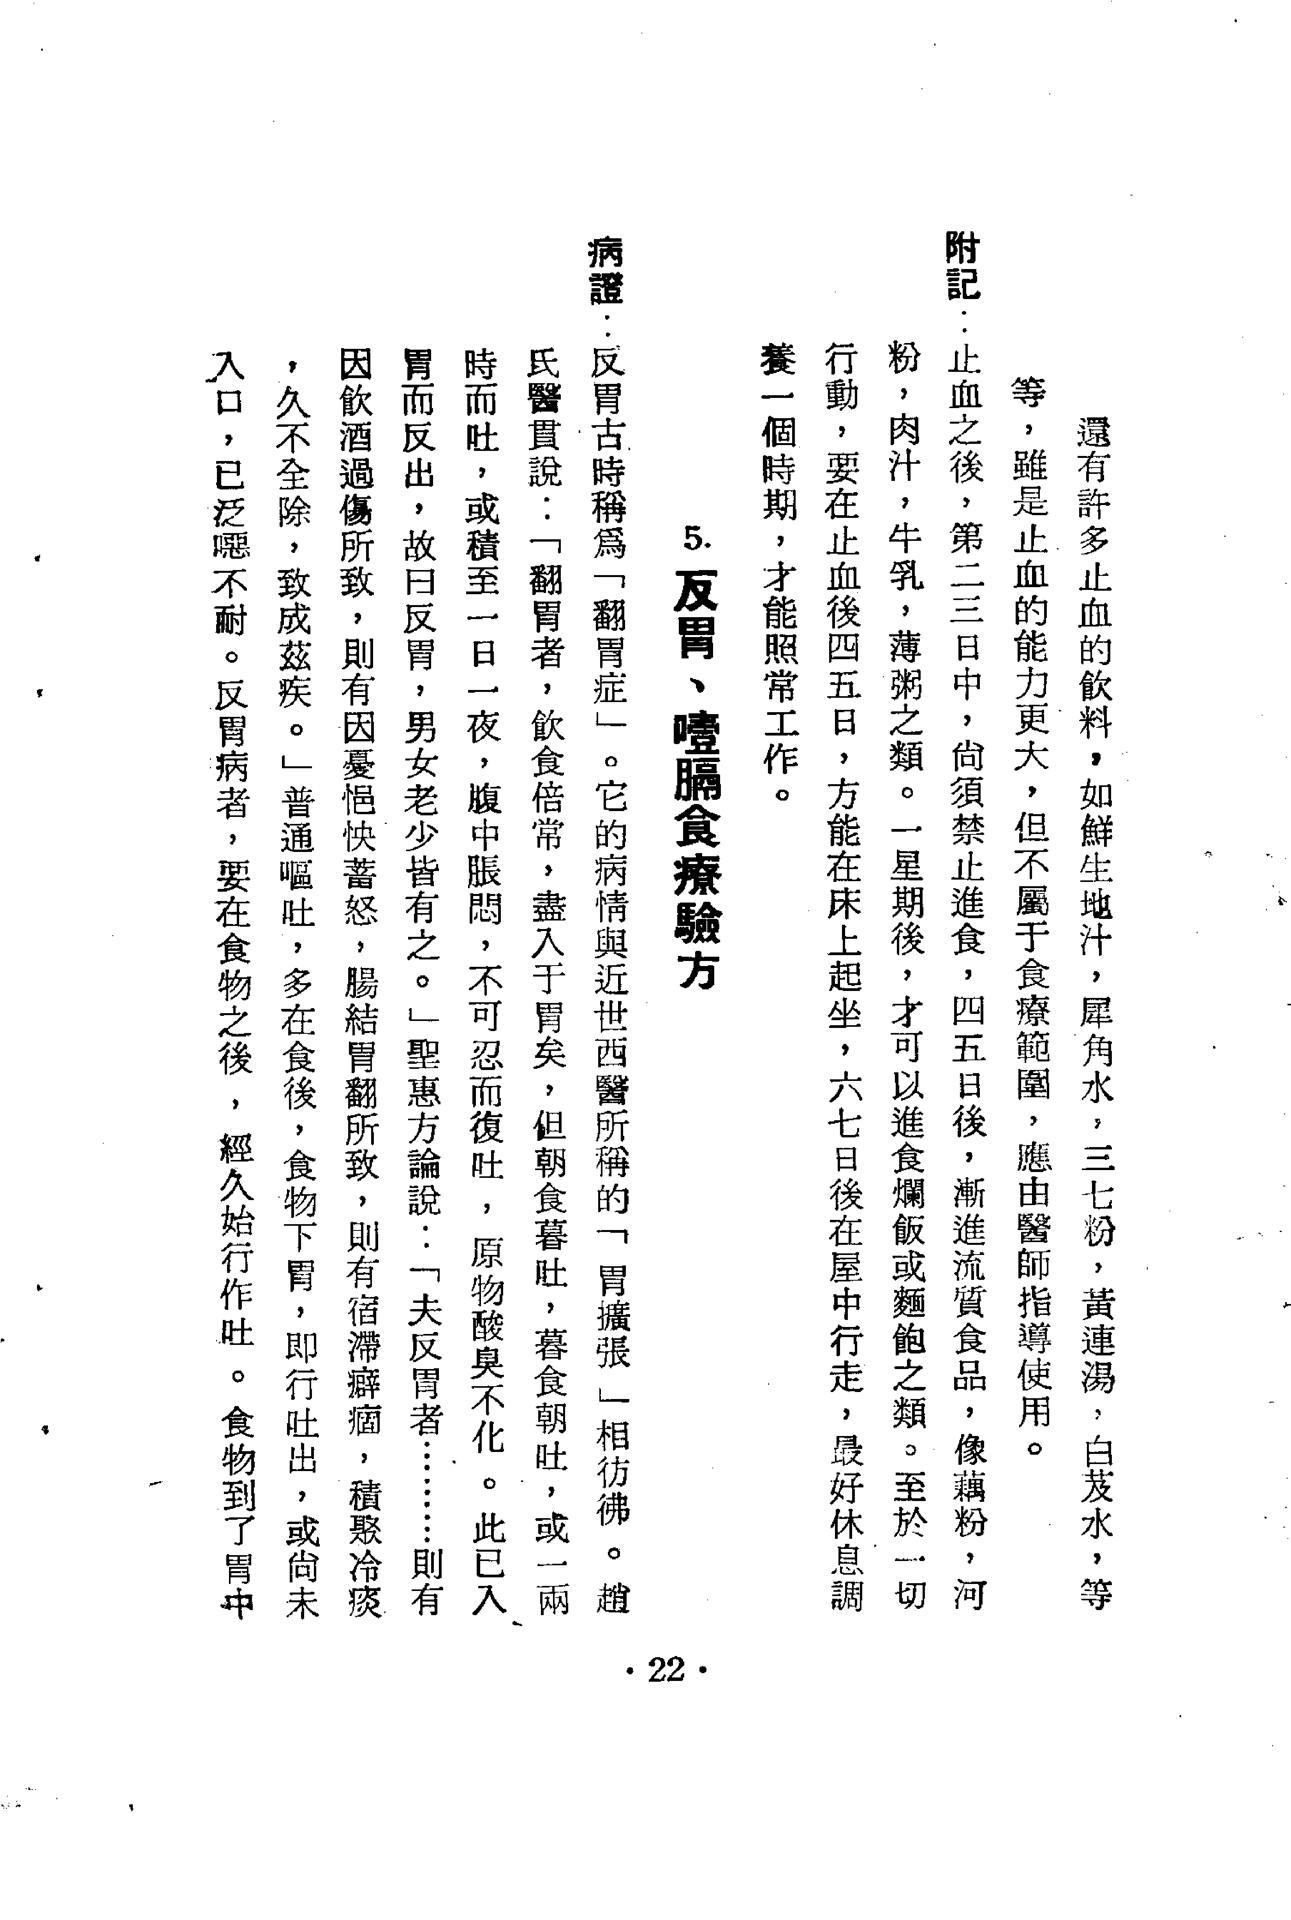 還有許多止血的飲料，如鮮生地汁，犀角水，三七粉，黃連湯，白芨水，等
等，雖是止血的能力更大，但不屬于食療範圍，應由醫師指導使用。
附記：止血之後，第二三日中，尙須禁止進食，四五日後，漸進流質食品，像藕粉，河
粉，肉汁，牛乳，薄粥之類。一星期後，才可以進食爛飯或麵飽之類。至於一切
行動，要在止血後四五日，方能在床上起坐，六七日後在屋中行走，最好休息調
養一個時期，才能照常工作。
5. 反胃、噎膈食療驗方
病證：反胃古時稱爲「翻胃症」。它的病情與近世西醫所稱的「胃擴張」相彷彿。趙
氏醫貫說：「翻胃者，飲食倍常，盡入于胃矣，但朝食暮吐，暮食朝吐，或一兩
時而吐，或積至一日一夜，腹中脹悶，不可忍而復吐，原物酸臭不化。此已入
胃而反出，故曰反胃，男女老少皆有之。」聖惠方論說：「夫反胃者………則有
因飲酒過傷所致，則有因憂悒怏蓄怒，腸結胃翻所致，則有宿滯癖痼，積聚冷痰
，久不全除，致成茲疾。」普通嘔吐，多在食後，食物下胃，即行吐出，或尙未
入口，已泛噁不耐。反胃病者，要在食物之後，經久始行作吐。食物到了胃中
• 22 •